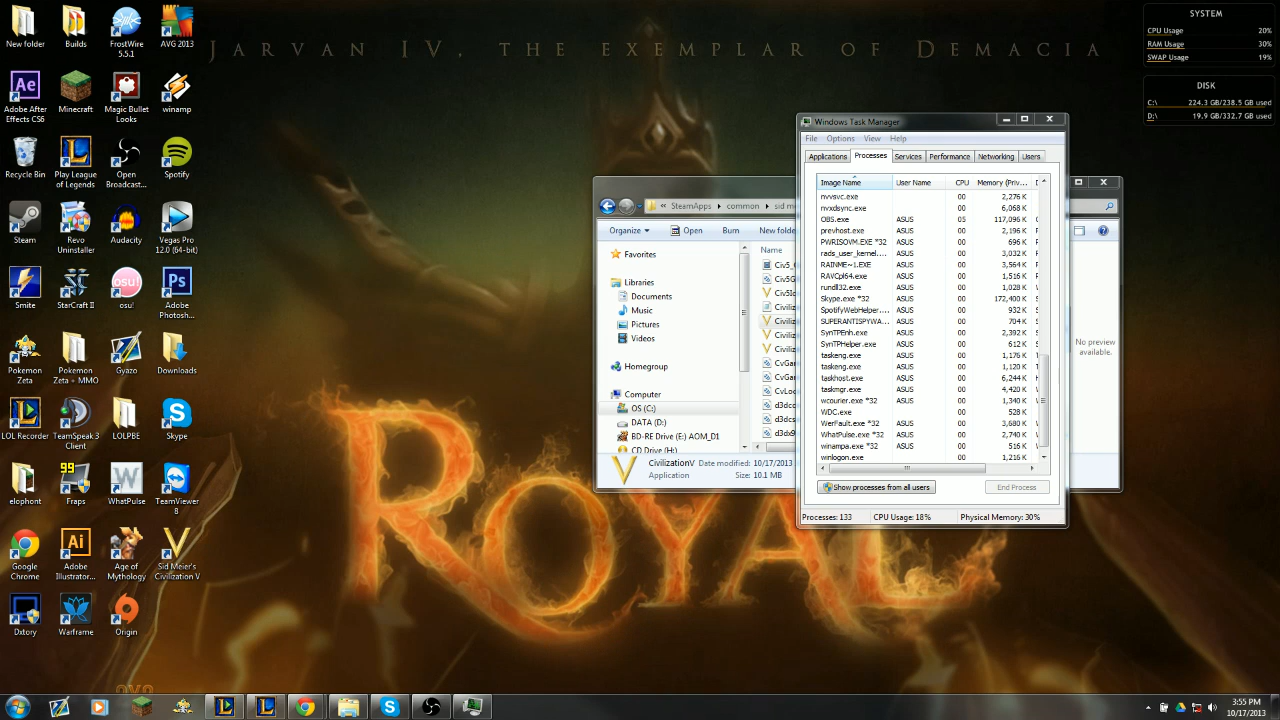 JARVAN IV, THE EXEMPLAR OF DEMACIA
ROYAL
New folder
Builds
FrostWire 5.5.1
AVG 2013
Adobe After Effects CS6
Minecraft
Magic Bullet Looks
winamp
Recycle Bin
Play League of Legends
Open Broadcast...
Spotify
Steam
Revo Uninstaller
Audacity
Vegas Pro 12.0 (64-bit)
Smite
StarCraft II
osu!
Adobe Photosh...
Pokemon Zeta
Pokemon Zeta + MMO
Gyazo
Downloads
LOL Recorder
TeamSpeak 3 Client
LOLPBE
Skype
elophont
99
Fraps
WhatPulse
TeamViewer 8
Google Chrome
Adobe Illustrator...
Age of Mythology
Sid Meier's Civilization V
Dxtory
Warframe
Origin
SYSTEM
CPU Usage 20%
RAM Usage 30%
SWAP Usage 19%
DISK
C:\ 224.3 GB/238.5 GB used
D:\ 19.9 GB/332.7 GB used
« SteamApps ▸ common ▸ sid me
Organize
Open
Burn
New folder
Favorites
Libraries
Documents
Music
Pictures
Videos
Homegroup
Computer
OS (C:)
DATA (D:)
BD-RE Drive (E:) AOM_D1
CD Drive (H:)
Name
Civ5_
Civ5G
Civ5Ic
Civiliz
Civiliz
Civiliz
Civiliz
CvGar
CvGar
CvLoc
d3dco
d3dcs
d3dx9
No preview available.
CivilizationV Date modified: 10/17/2013
Application Size: 10.1 MB
Windows Task Manager
File Options View Help
Applications Processes Services Performance Networking Users
Image Name User Name CPU Memory (Priv... D
nvvsvc.exe 00 2,276 K
nvxdsync.exe 00 6,068 K
OBS.exe ASUS 05 117,096 K
prevhost.exe ASUS 00 2,196 K
PWRISOVM.EXE *32 ASUS 00 696 K
rads_user_kernel.... ASUS 00 3,032 K
RAINME~1.EXE ASUS 00 3,564 K
RAVCpl64.exe ASUS 00 1,516 K
rundll32.exe ASUS 00 1,028 K
Skype.exe *32 ASUS 00 172,400 K
SpotifyWebHelper.... ASUS 00 932 K
SUPERANTISPYWA... ASUS 00 704 K
SynTPEnh.exe ASUS 00 2,392 K
SynTPHelper.exe ASUS 00 612 K
taskeng.exe ASUS 00 1,176 K
taskeng.exe ASUS 00 1,120 K
taskhost.exe ASUS 00 6,244 K
taskmgr.exe ASUS 00 4,420 K
wcourier.exe *32 ASUS 00 1,340 K
WDC.exe 00 528 K
WerFault.exe *32 ASUS 00 3,680 K
WhatPulse.exe *32 ASUS 00 2,740 K
winampa.exe *32 ASUS 00 516 K
winlogon.exe 00 1,216 K
Show processes from all users
End Process
Processes: 133 CPU Usage: 18% Physical Memory: 30%
3:55 PM
10/17/2013